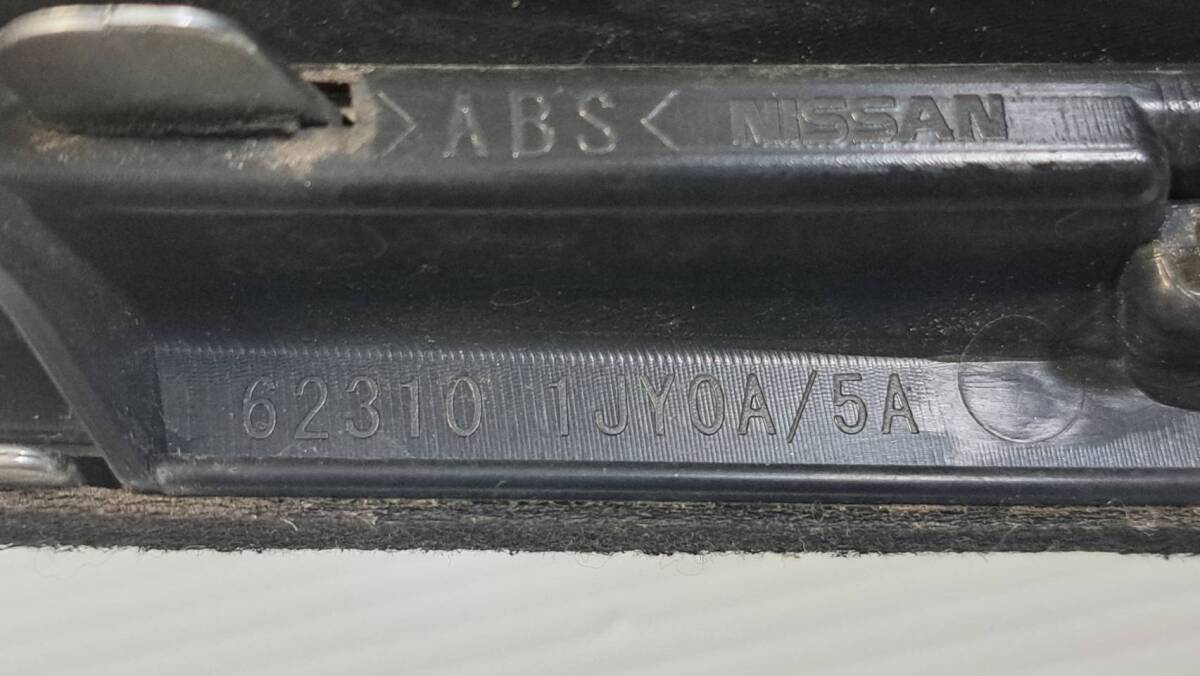 >ABS< NISSAN
62310 1JY0A/5A